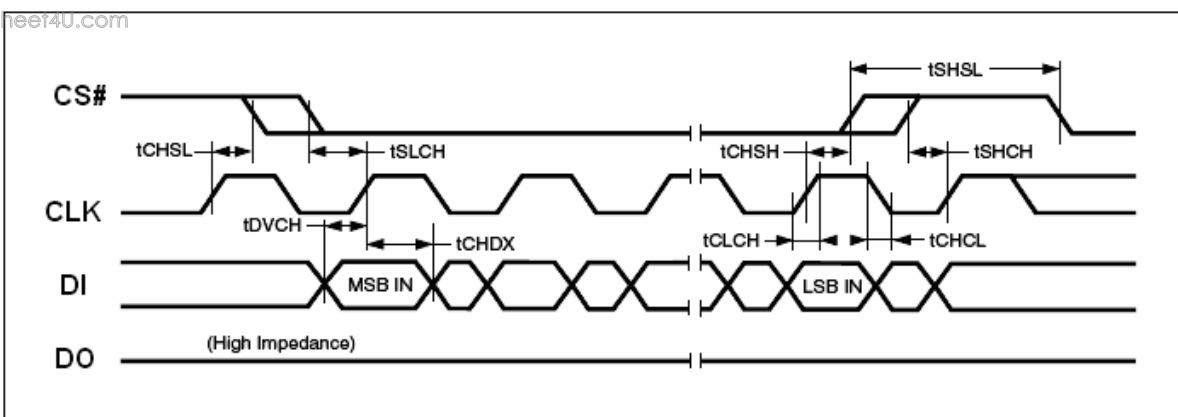 neet4U.com
tSHSL
CS#
tCHSL
tSLCH
tCHSH
tSHCH
CLK
tDVCH
tCHDX
tCLCH
tCHCL
DI
MSB IN
LSB IN
(High Impedance)
DO